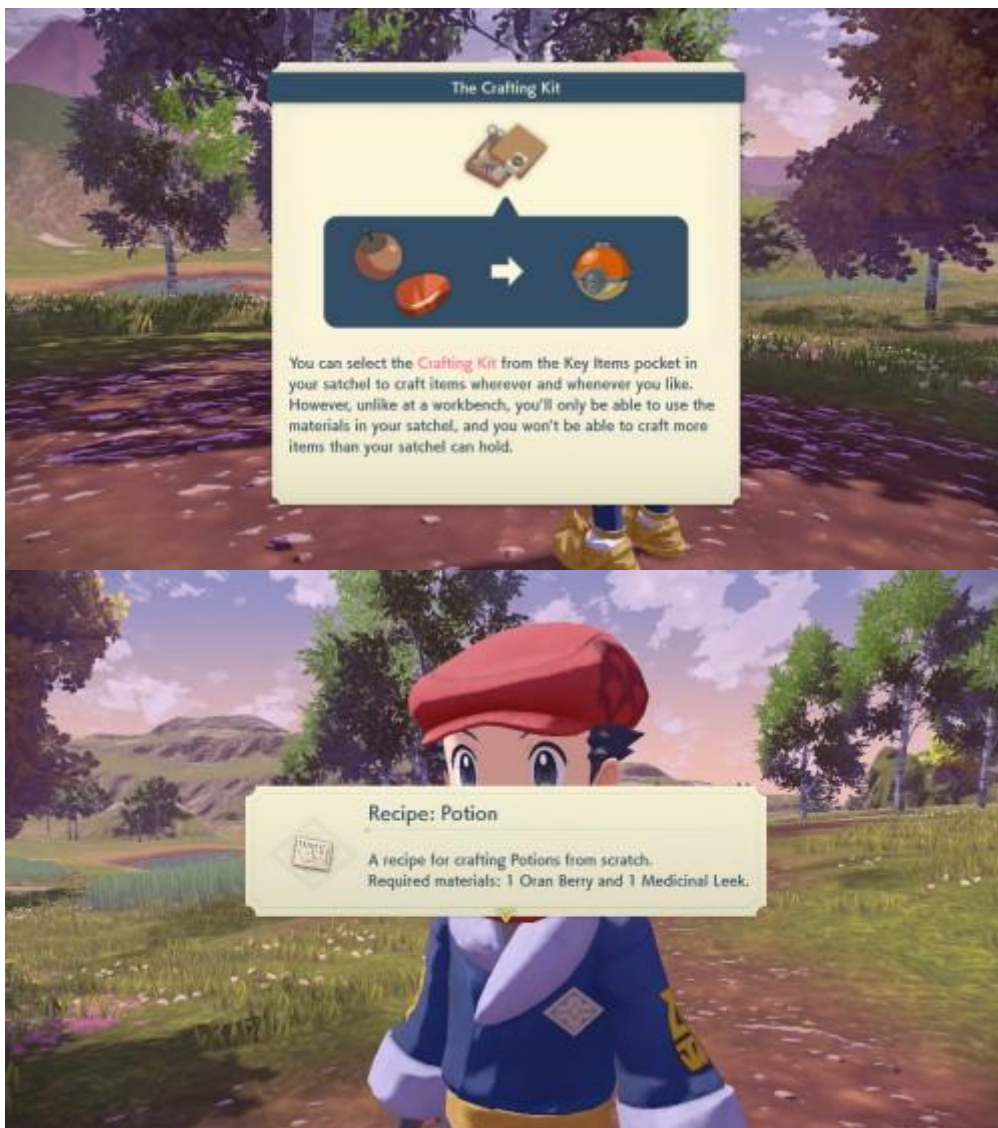 The Crafting Kit
You can select the Crafting Kit from the Key Items pocket in
your satchel to craft items wherever and whenever you like.
However, unlike at a workbench, you'll only be able to use the
materials in your satchel, and you won't be able to craft more
items than your satchel can hold.
Recipe: Potion
A recipe for crafting Potions from scratch.
Required materials: 1 Oran Berry and 1 Medicinal Leek.